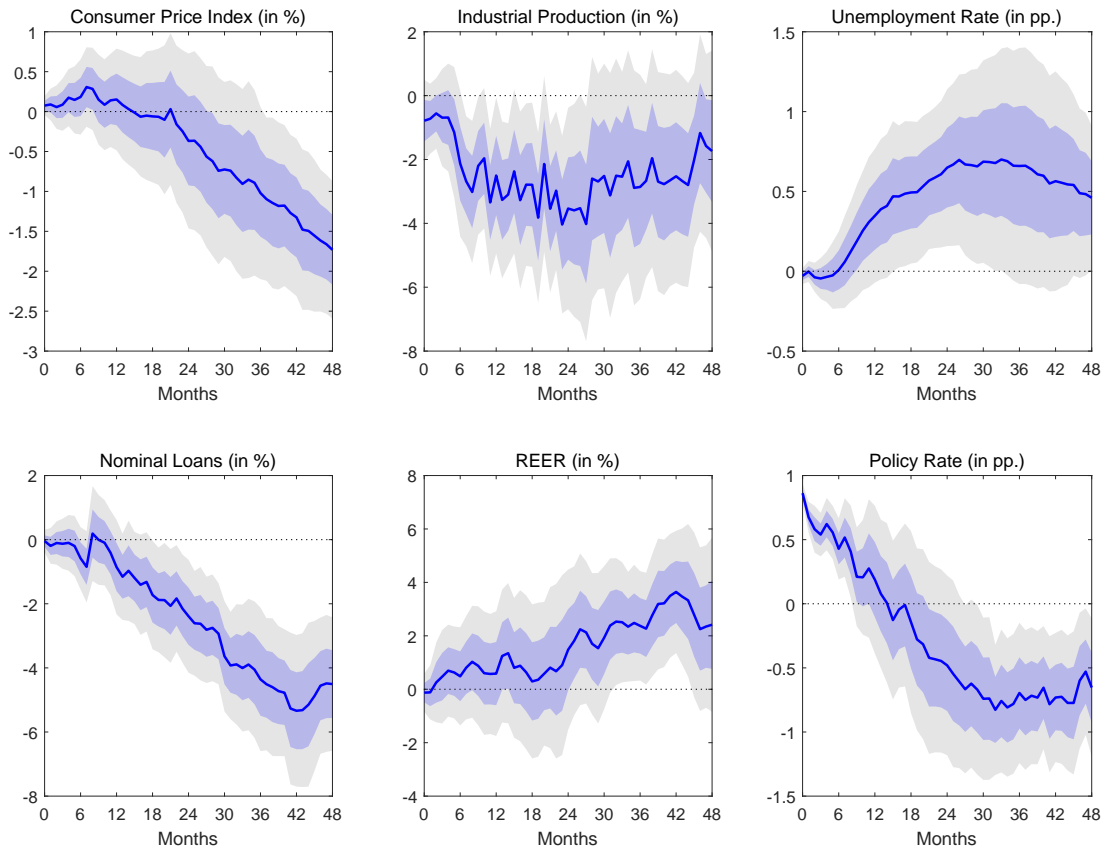 Consumer Price Index (in %)
1
0.5
0
-0.5
-1
-1.5
-2
-2.5
-3
0 6 12 18 24 30 36 42 48
Months
Industrial Production (in %)
2
0
-2
-4
-6
-8
0 6 12 18 24 30 36 42 48
Months
Unemployment Rate (in pp.)
1.5
1
0.5
0
-0.5
0 6 12 18 24 30 36 42 48
Months
Nominal Loans (in %)
2
0
-2
-4
-6
-8
0 6 12 18 24 30 36 42 48
Months
REER (in %)
8
6
4
2
0
-2
-4
0 6 12 18 24 30 36 42 48
Months
Policy Rate (in pp.)
1
0.5
0
-0.5
-1
-1.5
0 6 12 18 24 30 36 42 48
Months